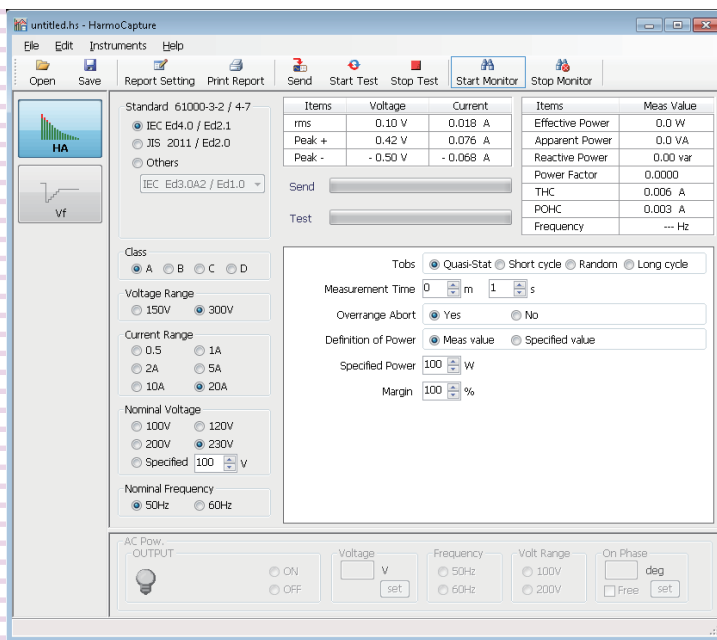 untitled.hs - HarmoCapture
File Edit Instruments Help
Open Save Report Setting Print Report Send Start Test Stop Test Start Monitor Stop Monitor
HA
Vf
Standard 61000-3-2 / 4-7
IEC Ed4.0 / Ed2.1
JIS 2011 / Ed2.0
Others
IEC Ed3.0A2 / Ed1.0
Items Voltage Current
rms 0.10 V 0.018 A
Peak + 0.42 V 0.076 A
Peak - - 0.50 V - 0.068 A
Send
Test
Items Meas Value
Effective Power 0.0 W
Apparent Power 0.0 VA
Reactive Power 0.00 var
Power Factor 0.0000
THC 0.006 A
POHC 0.003 A
Frequency --- Hz
Class
A B C D
Voltage Range
150V 300V
Current Range
0.5 1A
2A 5A
10A 20A
Nominal Voltage
100V 120V
200V 230V
Specified 100 V
Nominal Frequency
50Hz 60Hz
Tobs Quasi-Stat Short cycle Random Long cycle
Measurement Time 0 m 1 s
Overrange Abort Yes No
Definition of Power Meas value Specified value
Specified Power 100 W
Margin 100 %
AC Pow.
OUTPUT
ON
OFF
Voltage
V
set
Frequency
50Hz
60Hz
Volt Range
100V
200V
On Phase
deg
Free set